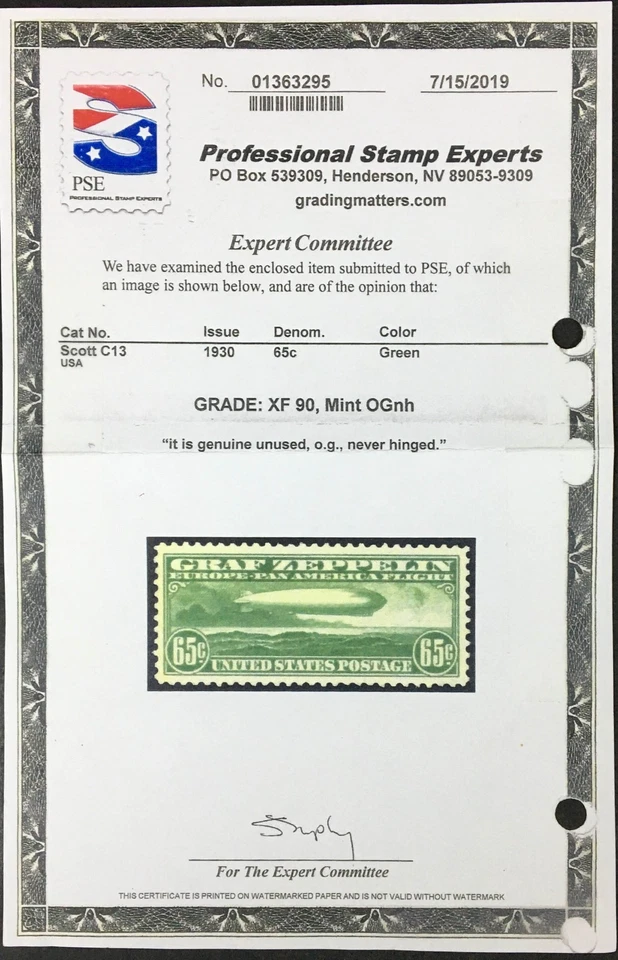 No. 01363295 7/15/2019
PSE
PROFESSIONAL STAMP EXPERTS
Professional Stamp Experts
PO Box 539309, Henderson, NV 89053-9309
gradingmatters.com
Expert Committee
We have examined the enclosed item submitted to PSE, of which
an image is shown below, and are of the opinion that:
Cat No. Issue Denom. Color
Scott C13 1930 65c Green
USA
GRADE: XF 90, Mint OGnh
“it is genuine unused, o.g., never hinged.”
GRAF ZEPPELIN
EUROPE-PAN AMERICA FLIGHT
65¢ UNITED STATES POSTAGE 65¢
For The Expert Committee
THIS CERTIFICATE IS PRINTED ON WATERMARKED PAPER AND IS NOT VALID WITHOUT WATERMARK